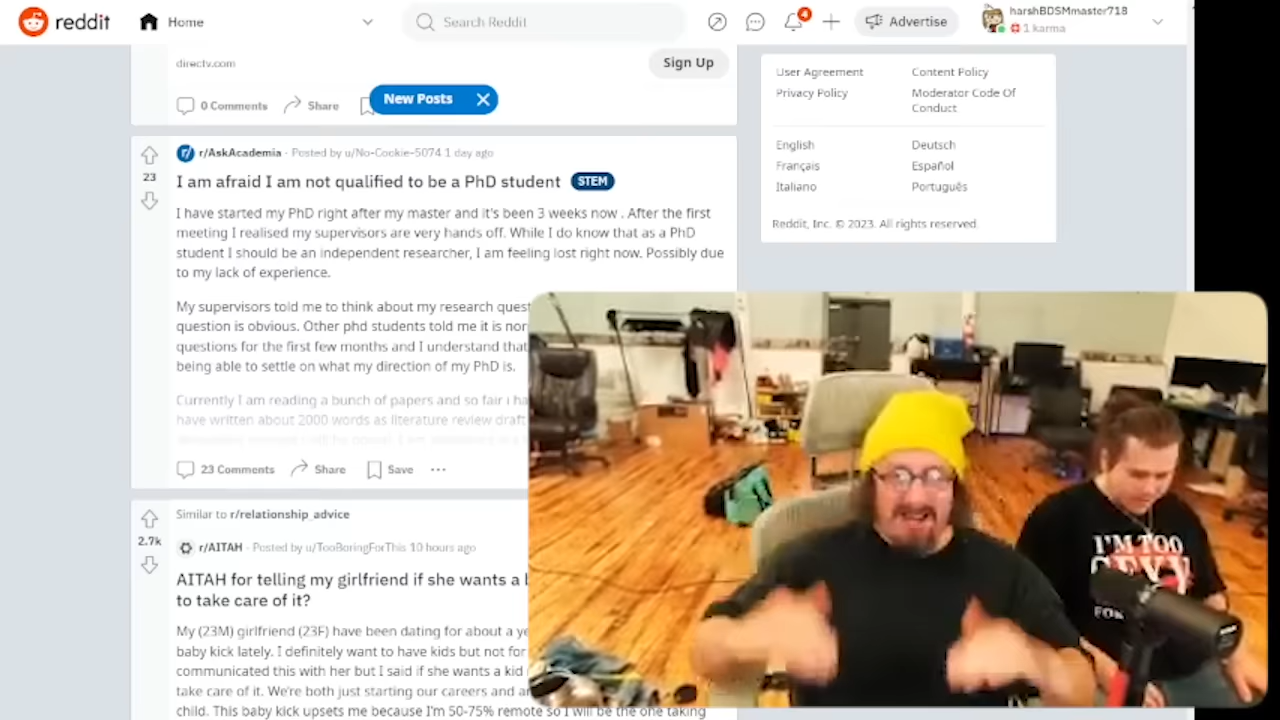 reddit
Home
Search Reddit
4
Advertise
harshBDSMmaster718
1 karma
directv.com
Sign Up
0 Comments
Share
New Posts
User Agreement
Content Policy
Privacy Policy
Moderator Code Of
Conduct
English
Deutsch
Français
Español
Italiano
Português
Reddit, Inc. © 2023. All rights reserved.
r/AskAcademia · Posted by u/No-Cookie-5074 1 day ago
23
I am afraid I am not qualified to be a PhD student STEM
I have started my PhD right after my master and it's been 3 weeks now . After the first
meeting I realised my supervisors are very hands off. While I do know that as a PhD
student I should be an independent researcher, I am feeling lost right now. Possibly due
to my lack of experience.
My supervisors told me to think about my research quest
question is obvious. Other phd students told me it is nor
questions for the first few months and I understand that
being able to settle on what my direction of my PhD is.
Currently I am reading a bunch of papers and so far i ha
have written about 2000 words as literature review draft
23 Comments
Share
Save
Similar to r/relationship_advice
2.7k
r/AITAH · Posted by u/TooBoringForThis 10 hours ago
AITAH for telling my girlfriend if she wants a b
to take care of it?
My (23M) girlfriend (23F) have been dating for about a ye
baby kick lately. I definitely want to have kids but not for
communicated this with her but I said if she wants a kid
take care of it. We're both just starting our careers and ar
child. This baby kick upsets me because I'm 50-75% remote so I will be the one taking
I'M TOO
SEXY
FOR